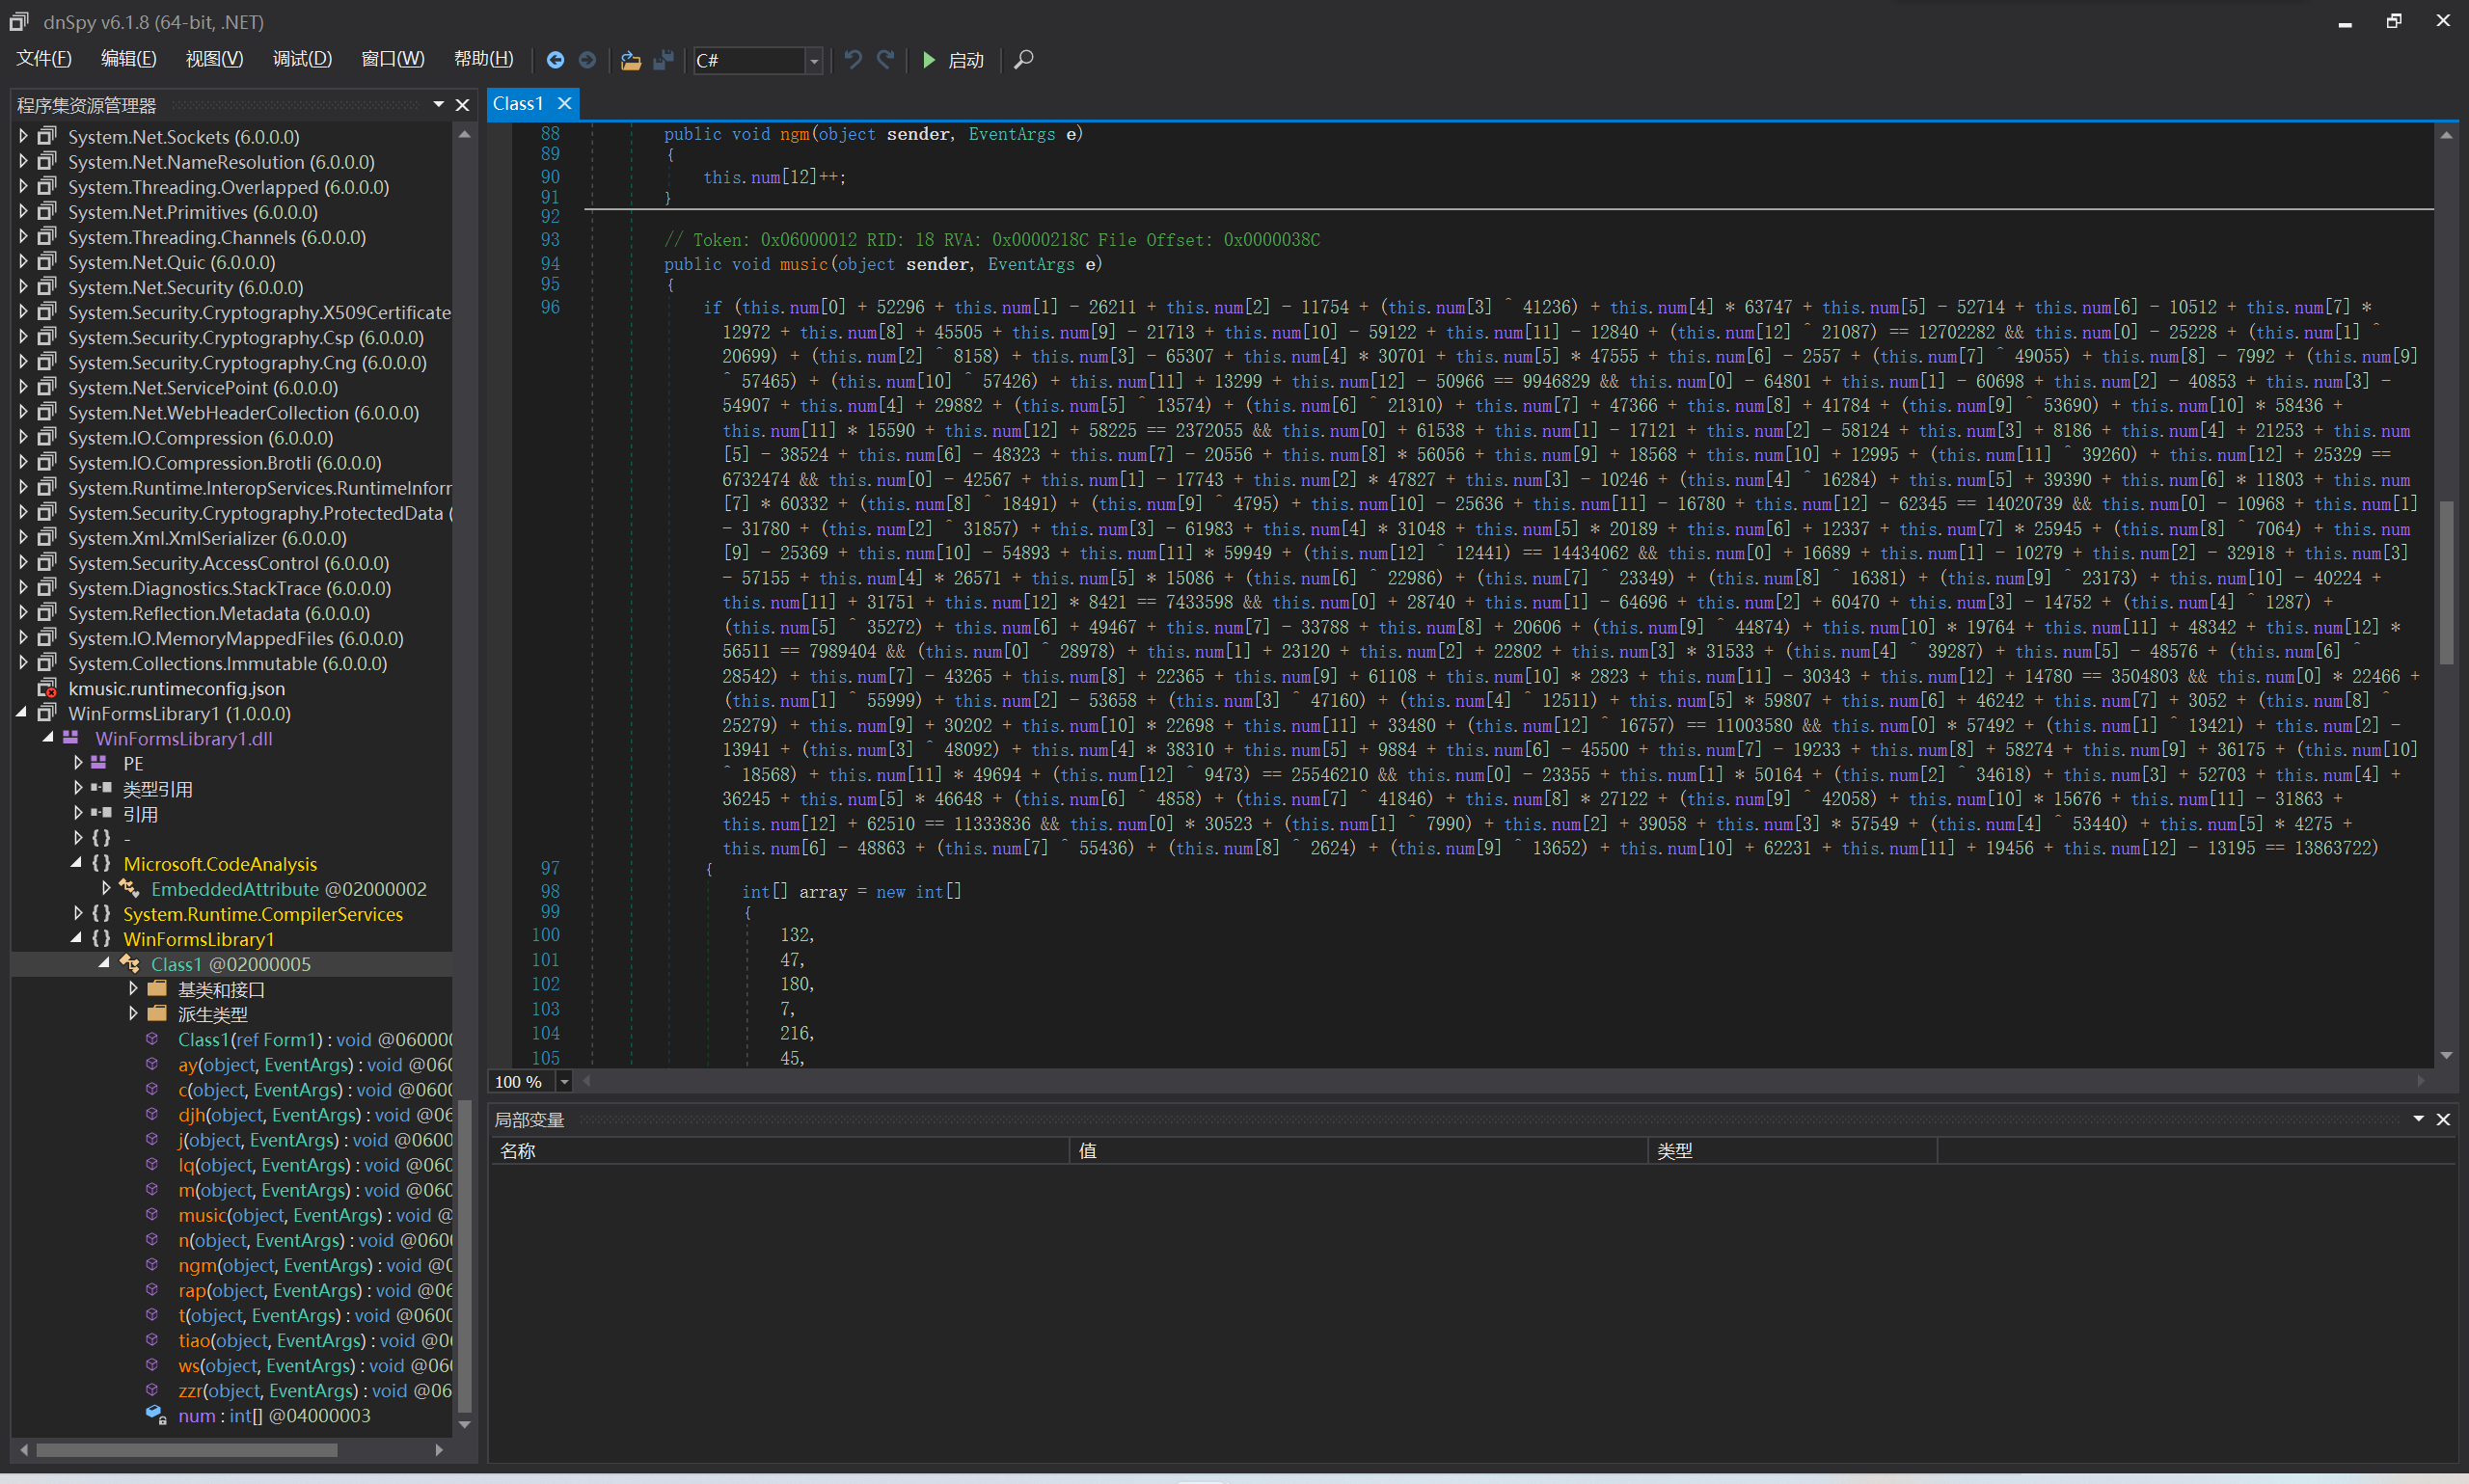 dnSpy v6.1.8 (64-bit, .NET)
文件(F) 编辑(E) 视图(V) 调试(D) 窗口(W) 帮助(H) C# 启动
程序集资源管理器
System.Net.Sockets (6.0.0.0)
System.Net.NameResolution (6.0.0.0)
System.Threading.Overlapped (6.0.0.0)
System.Net.Primitives (6.0.0.0)
System.Threading.Channels (6.0.0.0)
System.Net.Quic (6.0.0.0)
System.Net.Security (6.0.0.0)
System.Security.Cryptography.X509Certificate
System.Security.Cryptography.Csp (6.0.0.0)
System.Security.Cryptography.Cng (6.0.0.0)
System.Net.ServicePoint (6.0.0.0)
System.Net.WebHeaderCollection (6.0.0.0)
System.IO.Compression (6.0.0.0)
System.IO.Compression.Brotli (6.0.0.0)
System.Runtime.InteropServices.RuntimeInforr
System.Security.Cryptography.ProtectedData (
System.Xml.XmlSerializer (6.0.0.0)
System.Security.AccessControl (6.0.0.0)
System.Diagnostics.StackTrace (6.0.0.0)
System.Reflection.Metadata (6.0.0.0)
System.IO.MemoryMappedFiles (6.0.0.0)
System.Collections.Immutable (6.0.0.0)
kmusic.runtimeconfig.json
WinFormsLibrary1 (1.0.0.0)
WinFormsLibrary1.dll
PE
类型引用
引用
{ } -
{ } Microsoft.CodeAnalysis
EmbeddedAttribute @02000002
{ } System.Runtime.CompilerServices
{ } WinFormsLibrary1
Class1 @02000005
基类和接口
派生类型
Class1(ref Form1) : void @06000
ay(object, EventArgs) : void @060
c(object, EventArgs) : void @0600
djh(object, EventArgs) : void @06
j(object, EventArgs) : void @0600
lq(object, EventArgs) : void @060
m(object, EventArgs) : void @060
music(object, EventArgs) : void @
n(object, EventArgs) : void @060
ngm(object, EventArgs) : void @0
rap(object, EventArgs) : void @06
t(object, EventArgs) : void @0600
tiao(object, EventArgs) : void @0
ws(object, EventArgs) : void @060
zzr(object, EventArgs) : void @06
num : int[] @04000003
Class1
88 public void ngm(object sender, EventArgs e)
89 {
90 this.num[12]++;
91 }
92
93 // Token: 0x06000012 RID: 18 RVA: 0x0000218C File Offset: 0x0000038C
94 public void music(object sender, EventArgs e)
95 {
96 if (this.num[0] + 52296 + this.num[1] - 26211 + this.num[2] - 11754 + (this.num[3] ^ 41236) + this.num[4] * 63747 + this.num[5] - 52714 + this.num[6] - 10512 + this.num[7] *
12972 + this.num[8] + 45505 + this.num[9] - 21713 + this.num[10] - 59122 + this.num[11] - 12840 + (this.num[12] ^ 21087) == 12702282 && this.num[0] - 25228 + (this.num[1] ^
20699) + (this.num[2] ^ 8158) + this.num[3] - 65307 + this.num[4] * 30701 + this.num[5] * 47555 + this.num[6] - 2557 + (this.num[7] ^ 49055) + this.num[8] - 7992 + (this.num[9]
^ 57465) + (this.num[10] ^ 57426) + this.num[11] + 13299 + this.num[12] - 50966 == 9946829 && this.num[0] - 64801 + this.num[1] - 60698 + this.num[2] - 40853 + this.num[3] -
54907 + this.num[4] + 29882 + (this.num[5] ^ 13574) + (this.num[6] ^ 21310) + this.num[7] + 47366 + this.num[8] + 41784 + (this.num[9] ^ 53690) + this.num[10] * 58436 +
this.num[11] * 15590 + this.num[12] + 58225 == 2372055 && this.num[0] + 61538 + this.num[1] - 17121 + this.num[2] - 58124 + this.num[3] + 8186 + this.num[4] + 21253 + this.num
[5] - 38524 + this.num[6] - 48323 + this.num[7] - 20556 + this.num[8] * 56056 + this.num[9] + 18568 + this.num[10] + 12995 + (this.num[11] ^ 39260) + this.num[12] + 25329 ==
6732474 && this.num[0] - 42567 + this.num[1] - 17743 + this.num[2] * 47827 + this.num[3] - 10246 + (this.num[4] ^ 16284) + this.num[5] + 39390 + this.num[6] * 11803 + this.num
[7] * 60332 + (this.num[8] ^ 18491) + (this.num[9] ^ 4795) + this.num[10] - 25636 + this.num[11] - 16780 + this.num[12] - 62345 == 14020739 && this.num[0] - 10968 + this.num[1]
- 31780 + (this.num[2] ^ 31857) + this.num[3] - 61983 + this.num[4] * 31048 + this.num[5] * 20189 + this.num[6] + 12337 + this.num[7] * 25945 + (this.num[8] ^ 7064) + this.num
[9] - 25369 + this.num[10] - 54893 + this.num[11] * 59949 + (this.num[12] ^ 12441) == 14434062 && this.num[0] + 16689 + this.num[1] - 10279 + this.num[2] - 32918 + this.num[3]
- 57155 + this.num[4] * 26571 + this.num[5] * 15086 + (this.num[6] ^ 22986) + (this.num[7] ^ 23349) + (this.num[8] ^ 16381) + (this.num[9] ^ 23173) + this.num[10] - 40224 +
this.num[11] + 31751 + this.num[12] * 8421 == 7433598 && this.num[0] + 28740 + this.num[1] - 64696 + this.num[2] + 60470 + this.num[3] - 14752 + (this.num[4] ^ 1287) +
(this.num[5] ^ 35272) + this.num[6] + 49467 + this.num[7] - 33788 + this.num[8] + 20606 + (this.num[9] ^ 44874) + this.num[10] * 19764 + this.num[11] + 48342 + this.num[12] *
56511 == 7989404 && (this.num[0] ^ 28978) + this.num[1] + 23120 + this.num[2] + 22802 + this.num[3] * 31533 + (this.num[4] ^ 39287) + this.num[5] - 48576 + (this.num[6] ^
28542) + this.num[7] - 43265 + this.num[8] + 22365 + this.num[9] + 61108 + this.num[10] * 2823 + this.num[11] - 30343 + this.num[12] + 14780 == 3504803 && this.num[0] * 22466 +
(this.num[1] ^ 55999) + this.num[2] - 53658 + (this.num[3] ^ 47160) + (this.num[4] ^ 12511) + this.num[5] * 59807 + this.num[6] + 46242 + this.num[7] + 3052 + (this.num[8] ^
25279) + this.num[9] + 30202 + this.num[10] * 22698 + this.num[11] + 33480 + (this.num[12] ^ 16757) == 11003580 && this.num[0] * 57492 + (this.num[1] ^ 13421) + this.num[2] -
13941 + (this.num[3] ^ 48092) + this.num[4] * 38310 + this.num[5] + 9884 + this.num[6] - 45500 + this.num[7] - 19233 + this.num[8] + 58274 + this.num[9] + 36175 + (this.num[10]
^ 18568) + this.num[11] * 49694 + (this.num[12] ^ 9473) == 25546210 && this.num[0] - 23355 + this.num[1] * 50164 + (this.num[2] ^ 34618) + this.num[3] + 52703 + this.num[4] +
36245 + this.num[5] * 46648 + (this.num[6] ^ 4858) + (this.num[7] ^ 41846) + this.num[8] * 27122 + (this.num[9] ^ 42058) + this.num[10] * 15676 + this.num[11] - 31863 +
this.num[12] + 62510 == 11333836 && this.num[0] * 30523 + (this.num[1] ^ 7990) + this.num[2] + 39058 + this.num[3] * 57549 + (this.num[4] ^ 53440) + this.num[5] * 4275 +
this.num[6] - 48863 + (this.num[7] ^ 55436) + (this.num[8] ^ 2624) + (this.num[9] ^ 13652) + this.num[10] + 62231 + this.num[11] + 19456 + this.num[12] - 13195 == 13863722)
97 {
98 int[] array = new int[]
99 {
100 132,
101 47,
102 180,
103 7,
104 216,
105 45,
100 %
局部变量
名称 值 类型